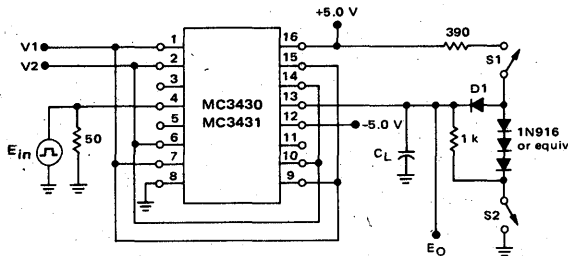 +5.0 V
V1
1
16
390
S1
V2
2
15
3
14
D1
4
MC3430
MC3431
13
5
12
-5.0 V
1N916
or equiv
Ein
50
6
11
CL
1 k
7
10
8
9
S2
EO